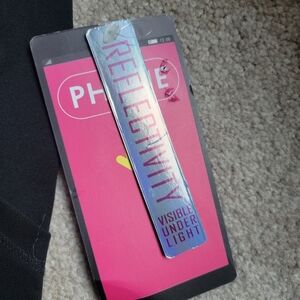 PH E
REFLECTIVITY
VISIBLE
UNDER
LIGHT